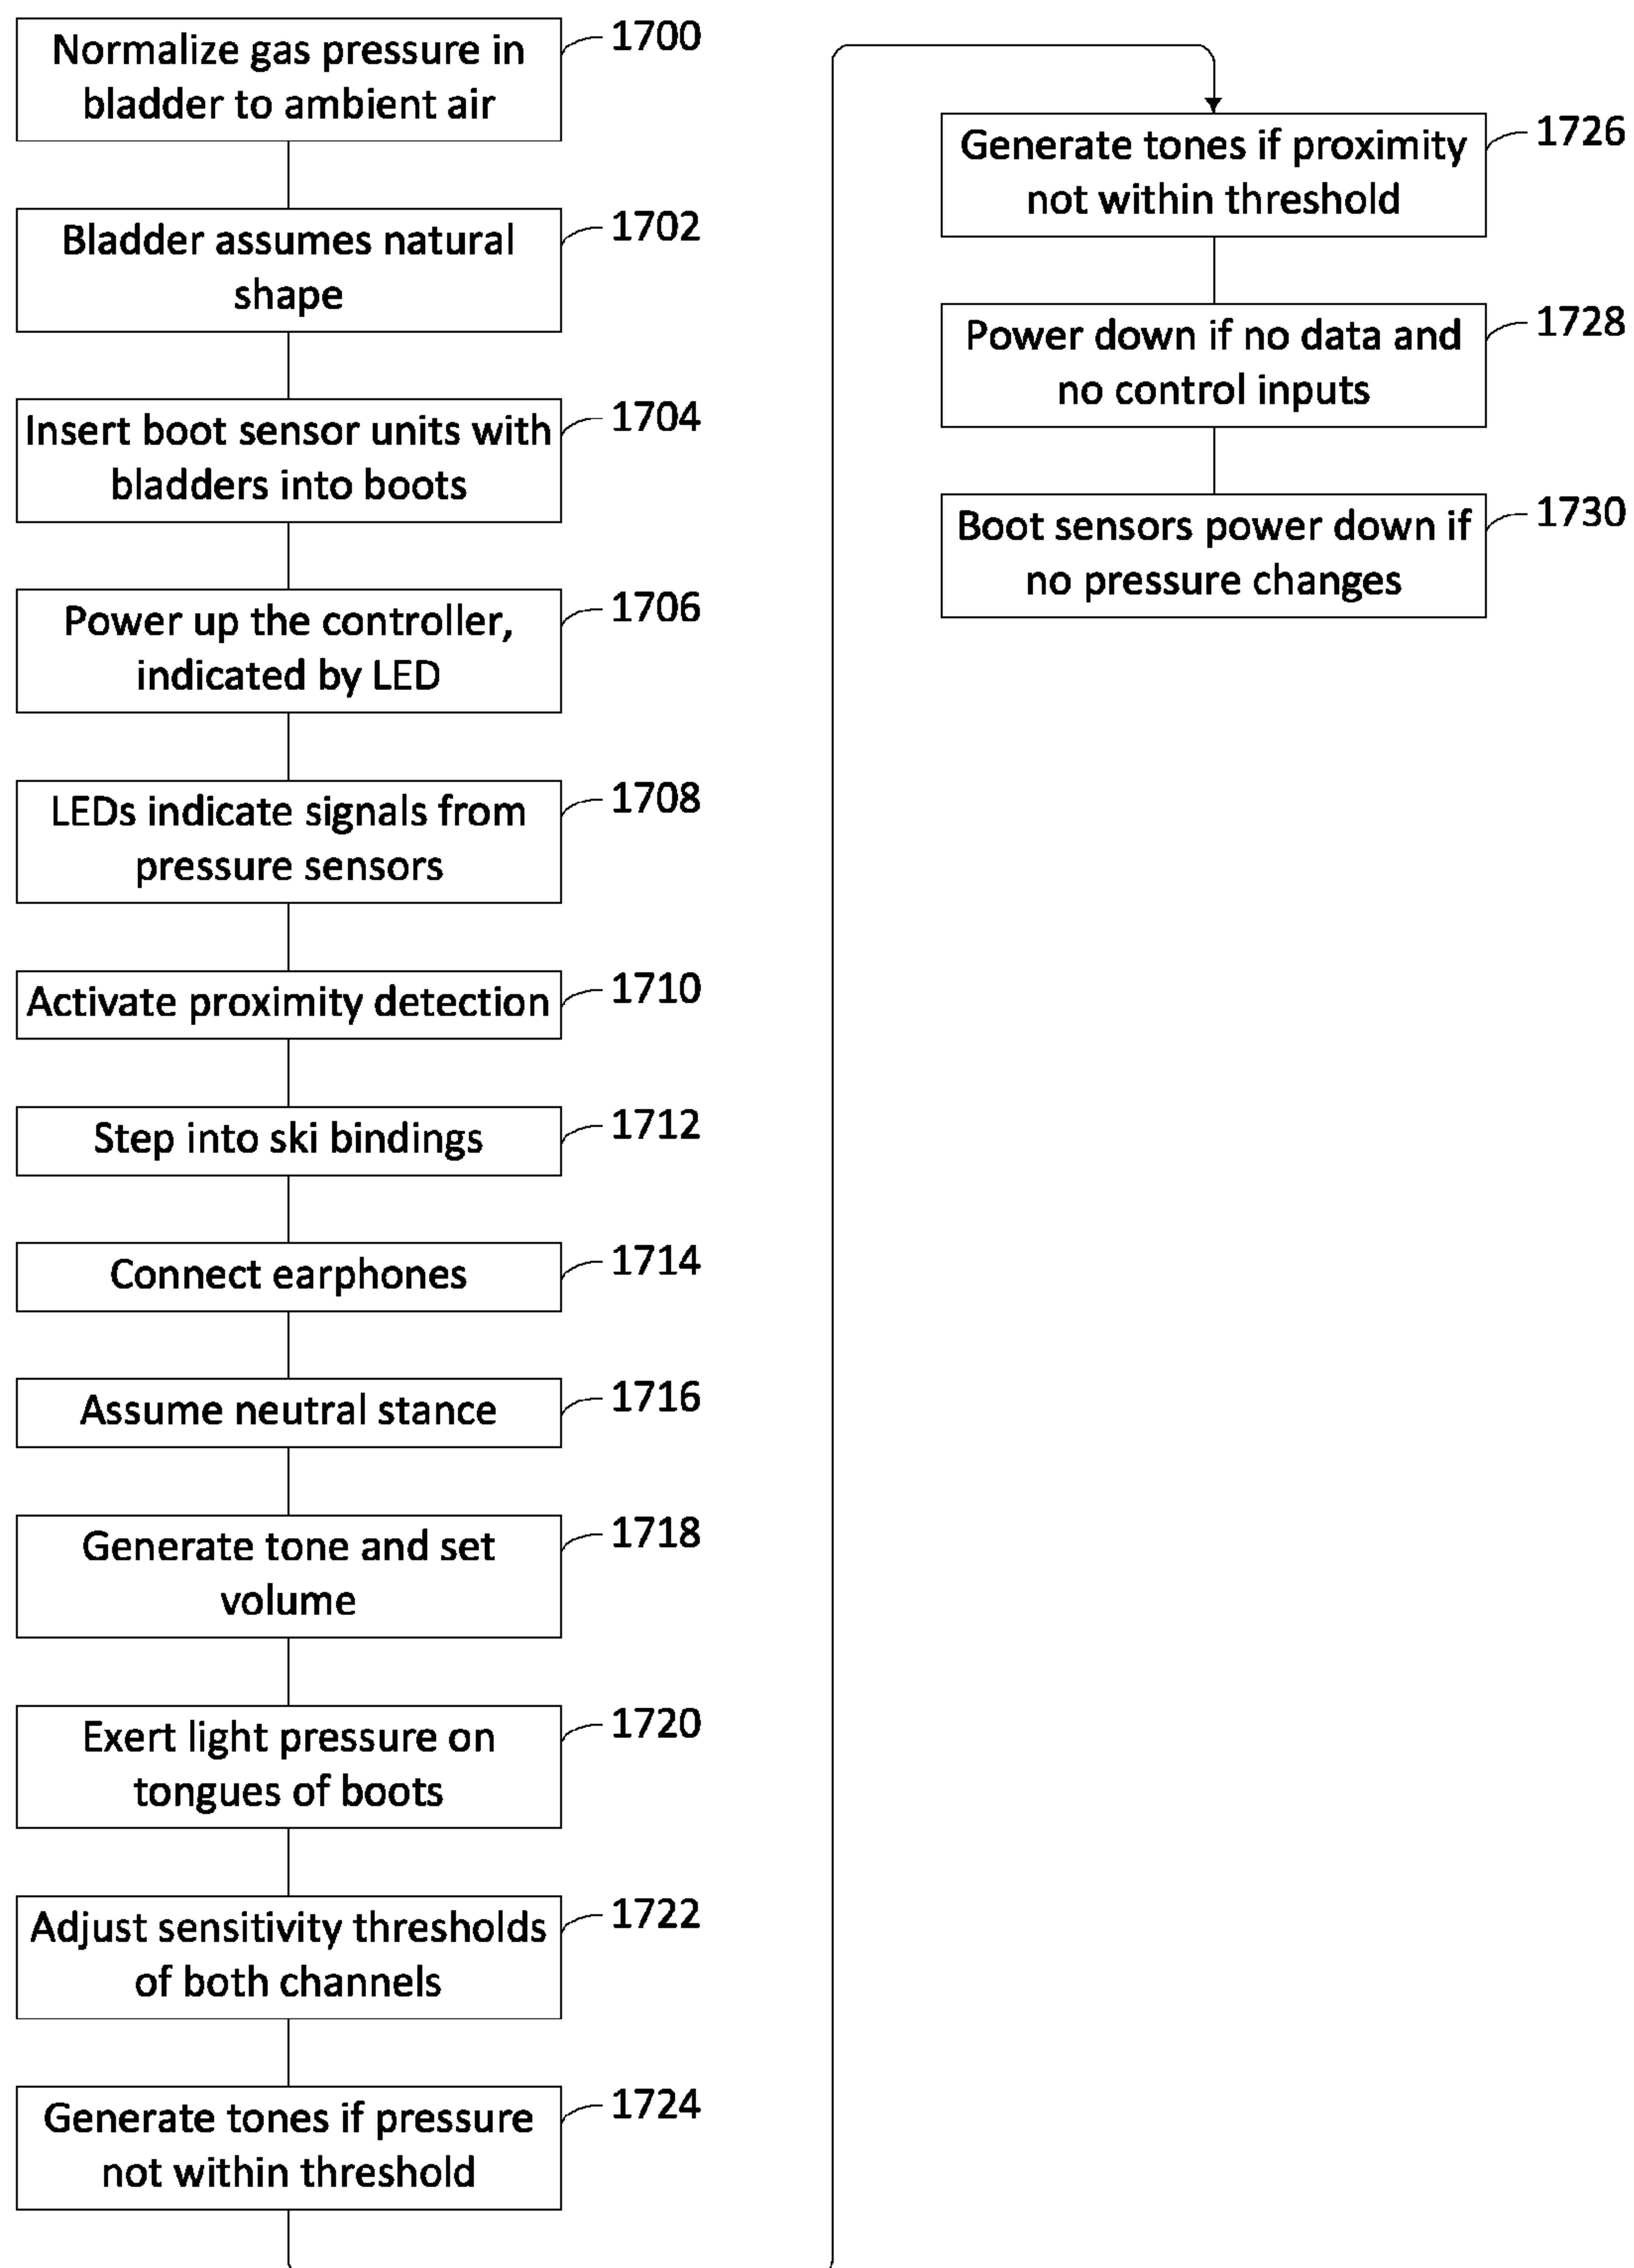 Normalize gas pressure in
bladder to ambient air
1700
Bladder assumes natural
shape
1702
Insert boot sensor units with
bladders into boots
1704
Power up the controller,
indicated by LED
1706
LEDs indicate signals from
pressure sensors
1708
Activate proximity detection
1710
Step into ski bindings
1712
Connect earphones
1714
Assume neutral stance
1716
Generate tone and set
volume
1718
Exert light pressure on
tongues of boots
1720
Adjust sensitivity thresholds
of both channels
1722
Generate tones if pressure
not within threshold
1724
Generate tones if proximity
not within threshold
1726
Power down if no data and
no control inputs
1728
Boot sensors power down if
no pressure changes
1730